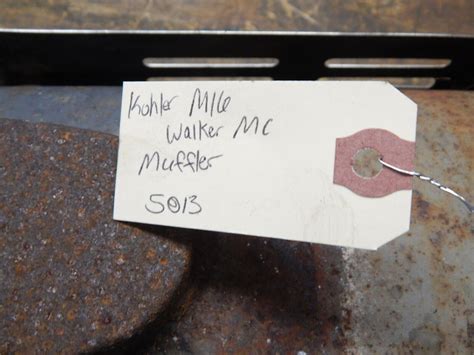 Kohler M16
Walker MC
Muffler
5013